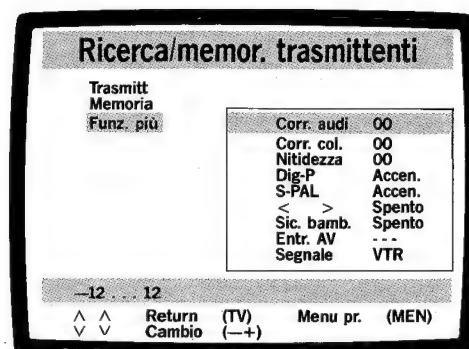 Ricerca/memor. trasmittenti
Trasmitt
Memoria
Funz. più
Corr. audi 00
Corr. col. 00
Nitidezza 00
Dig-P Accen.
S-PAL Accen.
< > Spento
Sic. bamb. Spento
Entr. AV - - -
Segnale VTR
—12 . . . 12
∧ ∧ Return (TV) Menu pr. (MEN)
∨ ∨ Cambio (—+)